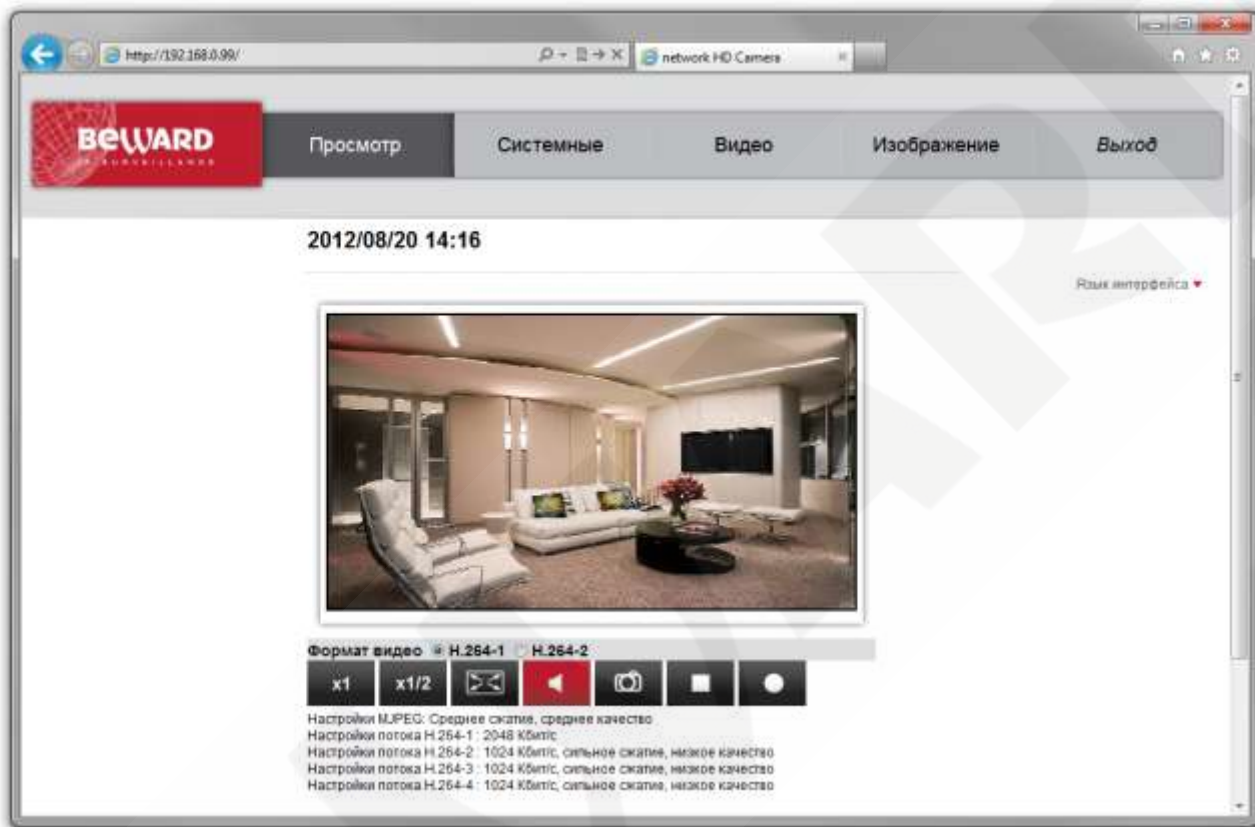 http://192.168.0.99/
network HD Camera
BEWARD
Просмотр
Системные
Видео
Изображение
Выход
2012/08/20 14:16
Язык интерфейса
Формат видео H.264-1 H.264-2
x1 x1/2
Настройки MJPEG: Среднее сжатие, среднее качество
Настройки потока H.264-1 : 2048 Кбит/с
Настройки потока H.264-2 : 1024 Кбит/с, сильное сжатие, низкое качество
Настройки потока H.264-3 : 1024 Кбит/с, сильное сжатие, низкое качество
Настройки потока H.264-4 : 1024 Кбит/с, сильное сжатие, низкое качество